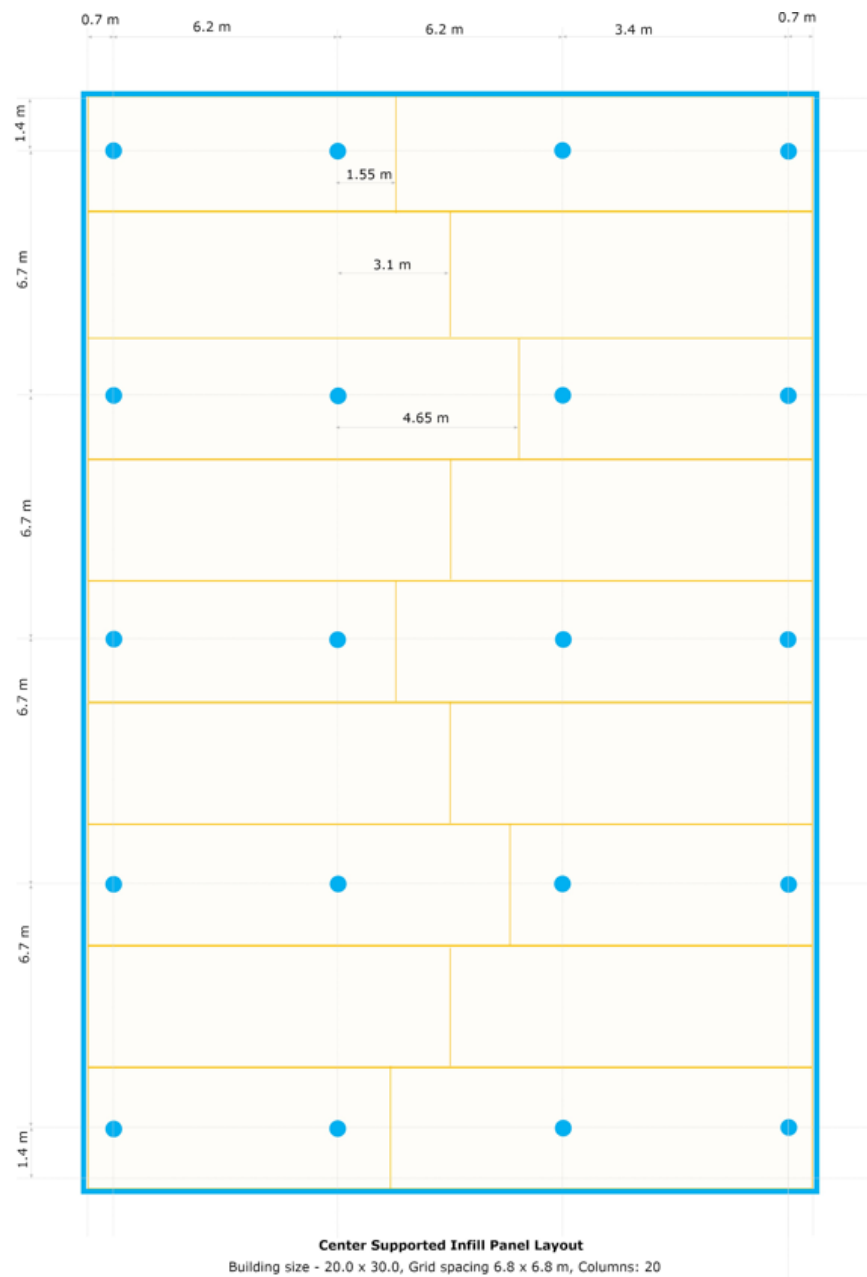 0.7 m
6.2 m
6.2 m
3.4 m
0.7 m
1.4 m
1.55 m
6.7 m
3.1 m
4.65 m
6.7 m
6.7 m
6.7 m
1.4 m
Center Supported Infill Panel Layout
Building size - 20.0 x 30.0, Grid spacing 6.8 x 6.8 m, Columns: 20